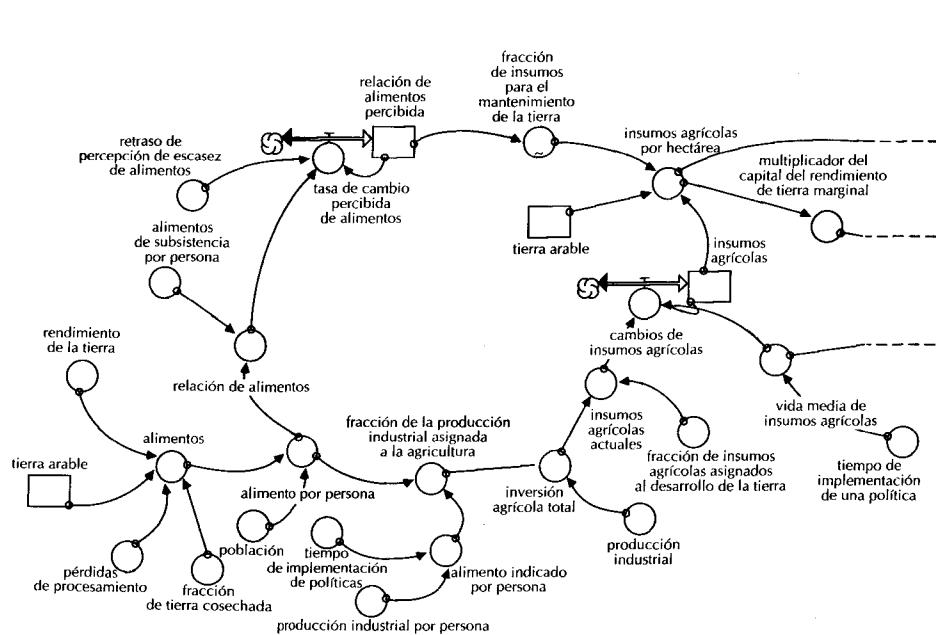 fracción
de insumos
para el
mantenimiento
de la tierra
relación de
alimentos
percibida
retraso de
percepción de escasez
de alimentos
tasa de cambio
percibida
de alimentos
insumos agrícolas
por hectárea
multiplicador del
capital del rendimiento
de tierra marginal
alimentos
de subsistencia
por persona
tierra arable
insumos
agrícolas
rendimiento
de la tierra
relación de alimentos
cambios de
insumos agrícolas
vida media de
insumos agrícolas
insumos
agrícolas
actuales
fracción de la producción
industrial asignada
a la agricultura
alimentos
tierra arable
fracción de insumos
agrícolas asignados
al desarrollo de la tierra
tiempo de
implementación
de una política
alimento por persona
inversión
agrícola total
población
tiempo
de implementación
de políticas
producción
industrial
pérdidas
de procesamiento
fracción
de tierra cosechada
alimento indicado
por persona
producción industrial por persona
~